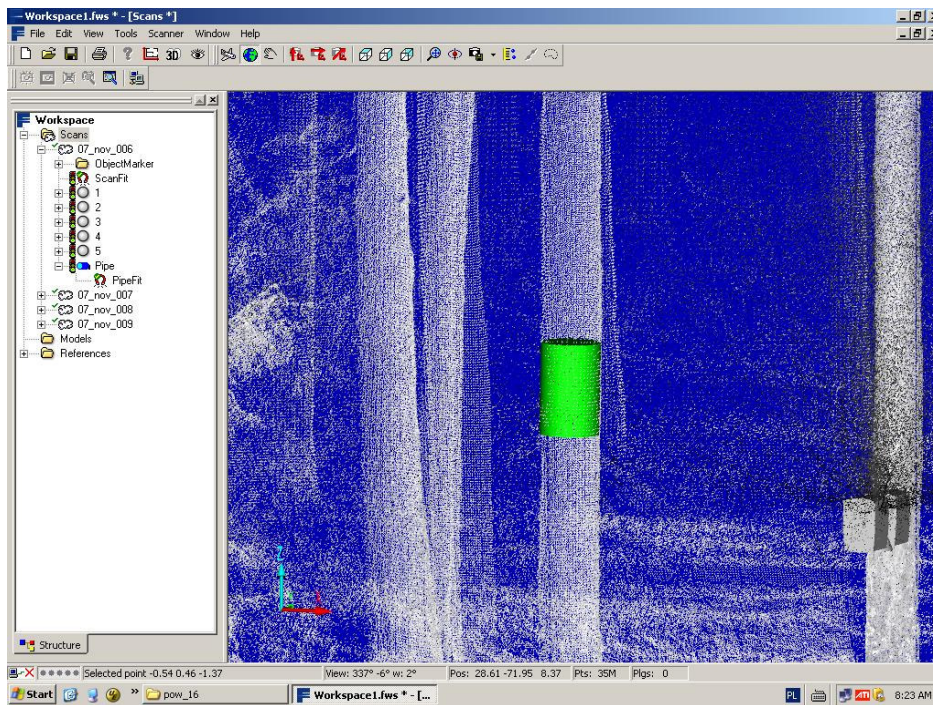 Workspace1.fws * - [Scans *]
File Edit View Tools Scanner Window Help
3D
Workspace
Scans
07_nov_006
ObjectMarker
ScanFit
1
2
3
4
5
Pipe
PipeFit
07_nov_007
07_nov_008
07_nov_009
Models
References
Structure
Selected point -0.54 0.46 -1.37 View: 337° -6° w: 2° Pos: 28.61 -71.95 8.37 Pts: 35M Plgs: 0
Start » pow_16 Workspace1.fws * - [... PL ATI 8:23 AM